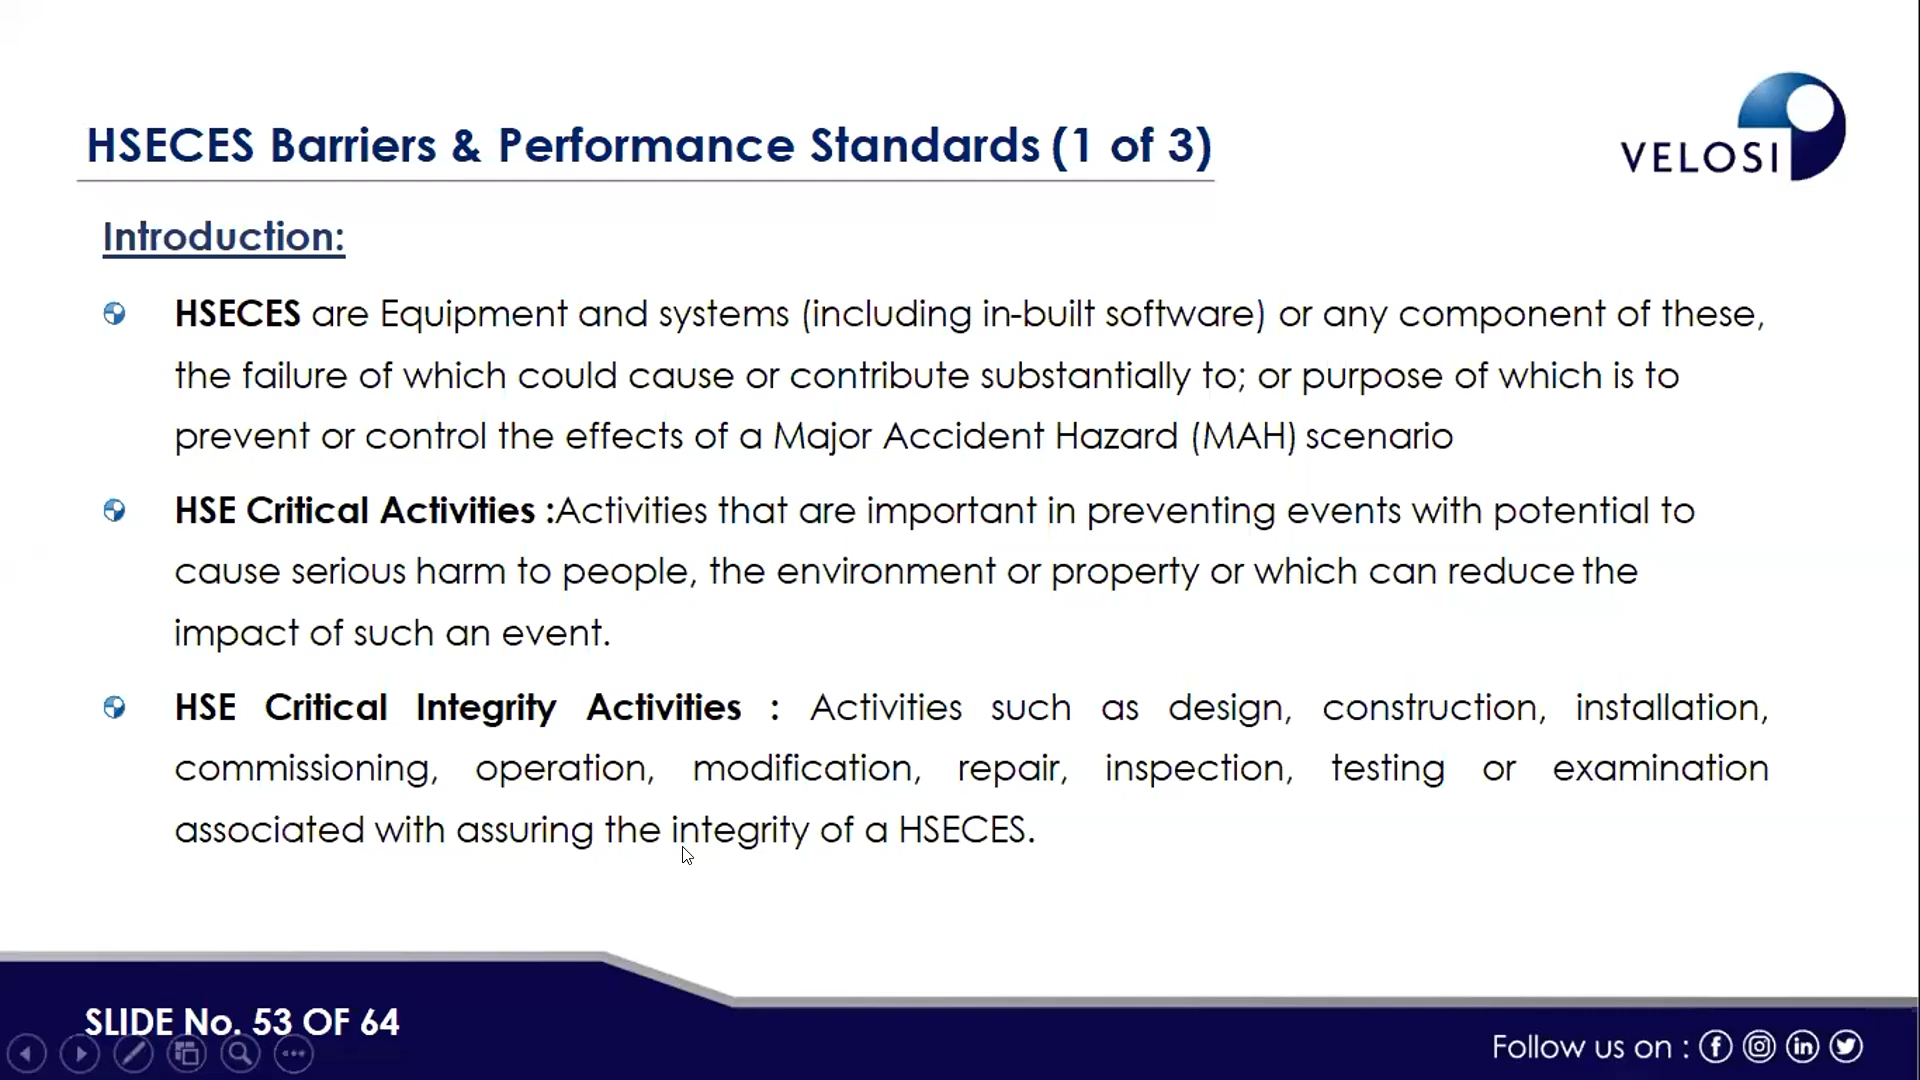 HSECES Barriers & Performance Standards (1 of 3)
VELOSI
Introduction:
HSECES are Equipment and systems (including in-built software) or any component of these,
the failure of which could cause or contribute substantially to; or purpose of which is to
prevent or control the effects of a Major Accident Hazard (MAH) scenario
HSE Critical Activities :Activities that are important in preventing events with potential to
cause serious harm to people, the environment or property or which can reduce the
impact of such an event.
HSE Critical Integrity Activities : Activities such as design, construction, installation,
commissioning, operation, modification, repair, inspection, testing or examination
associated with assuring the integrity of a HSECES.
SLIDE No. 53 OF 64
Follow us on :